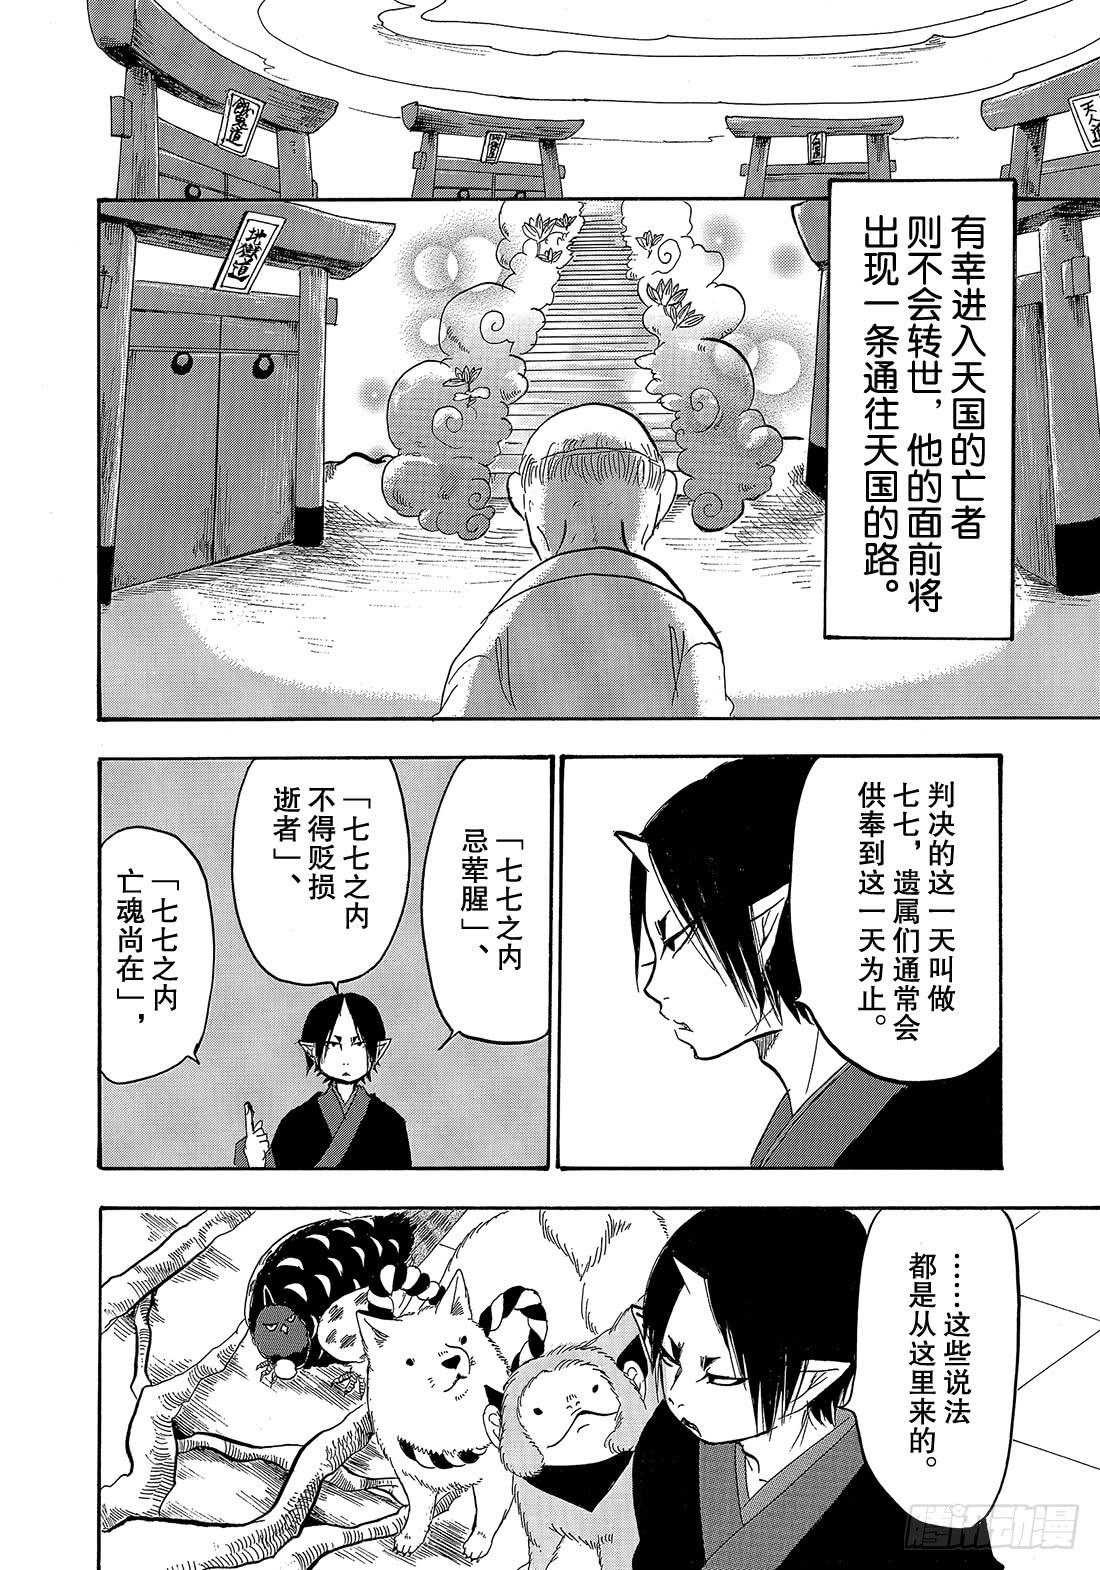 有幸进入天国的亡者
则不会转世，他的面前将
出现一条通往天国的路。
天人道
地獄道
判决的这一天叫做
七七，遗属们通常会
供奉到这一天为止。
「七七之内
忌荤腥」、
「七七之内
不得贬损
逝者」、
「七七之内
亡魂尚在」，
……这些说法
都是从这里来的。
腾讯动漫